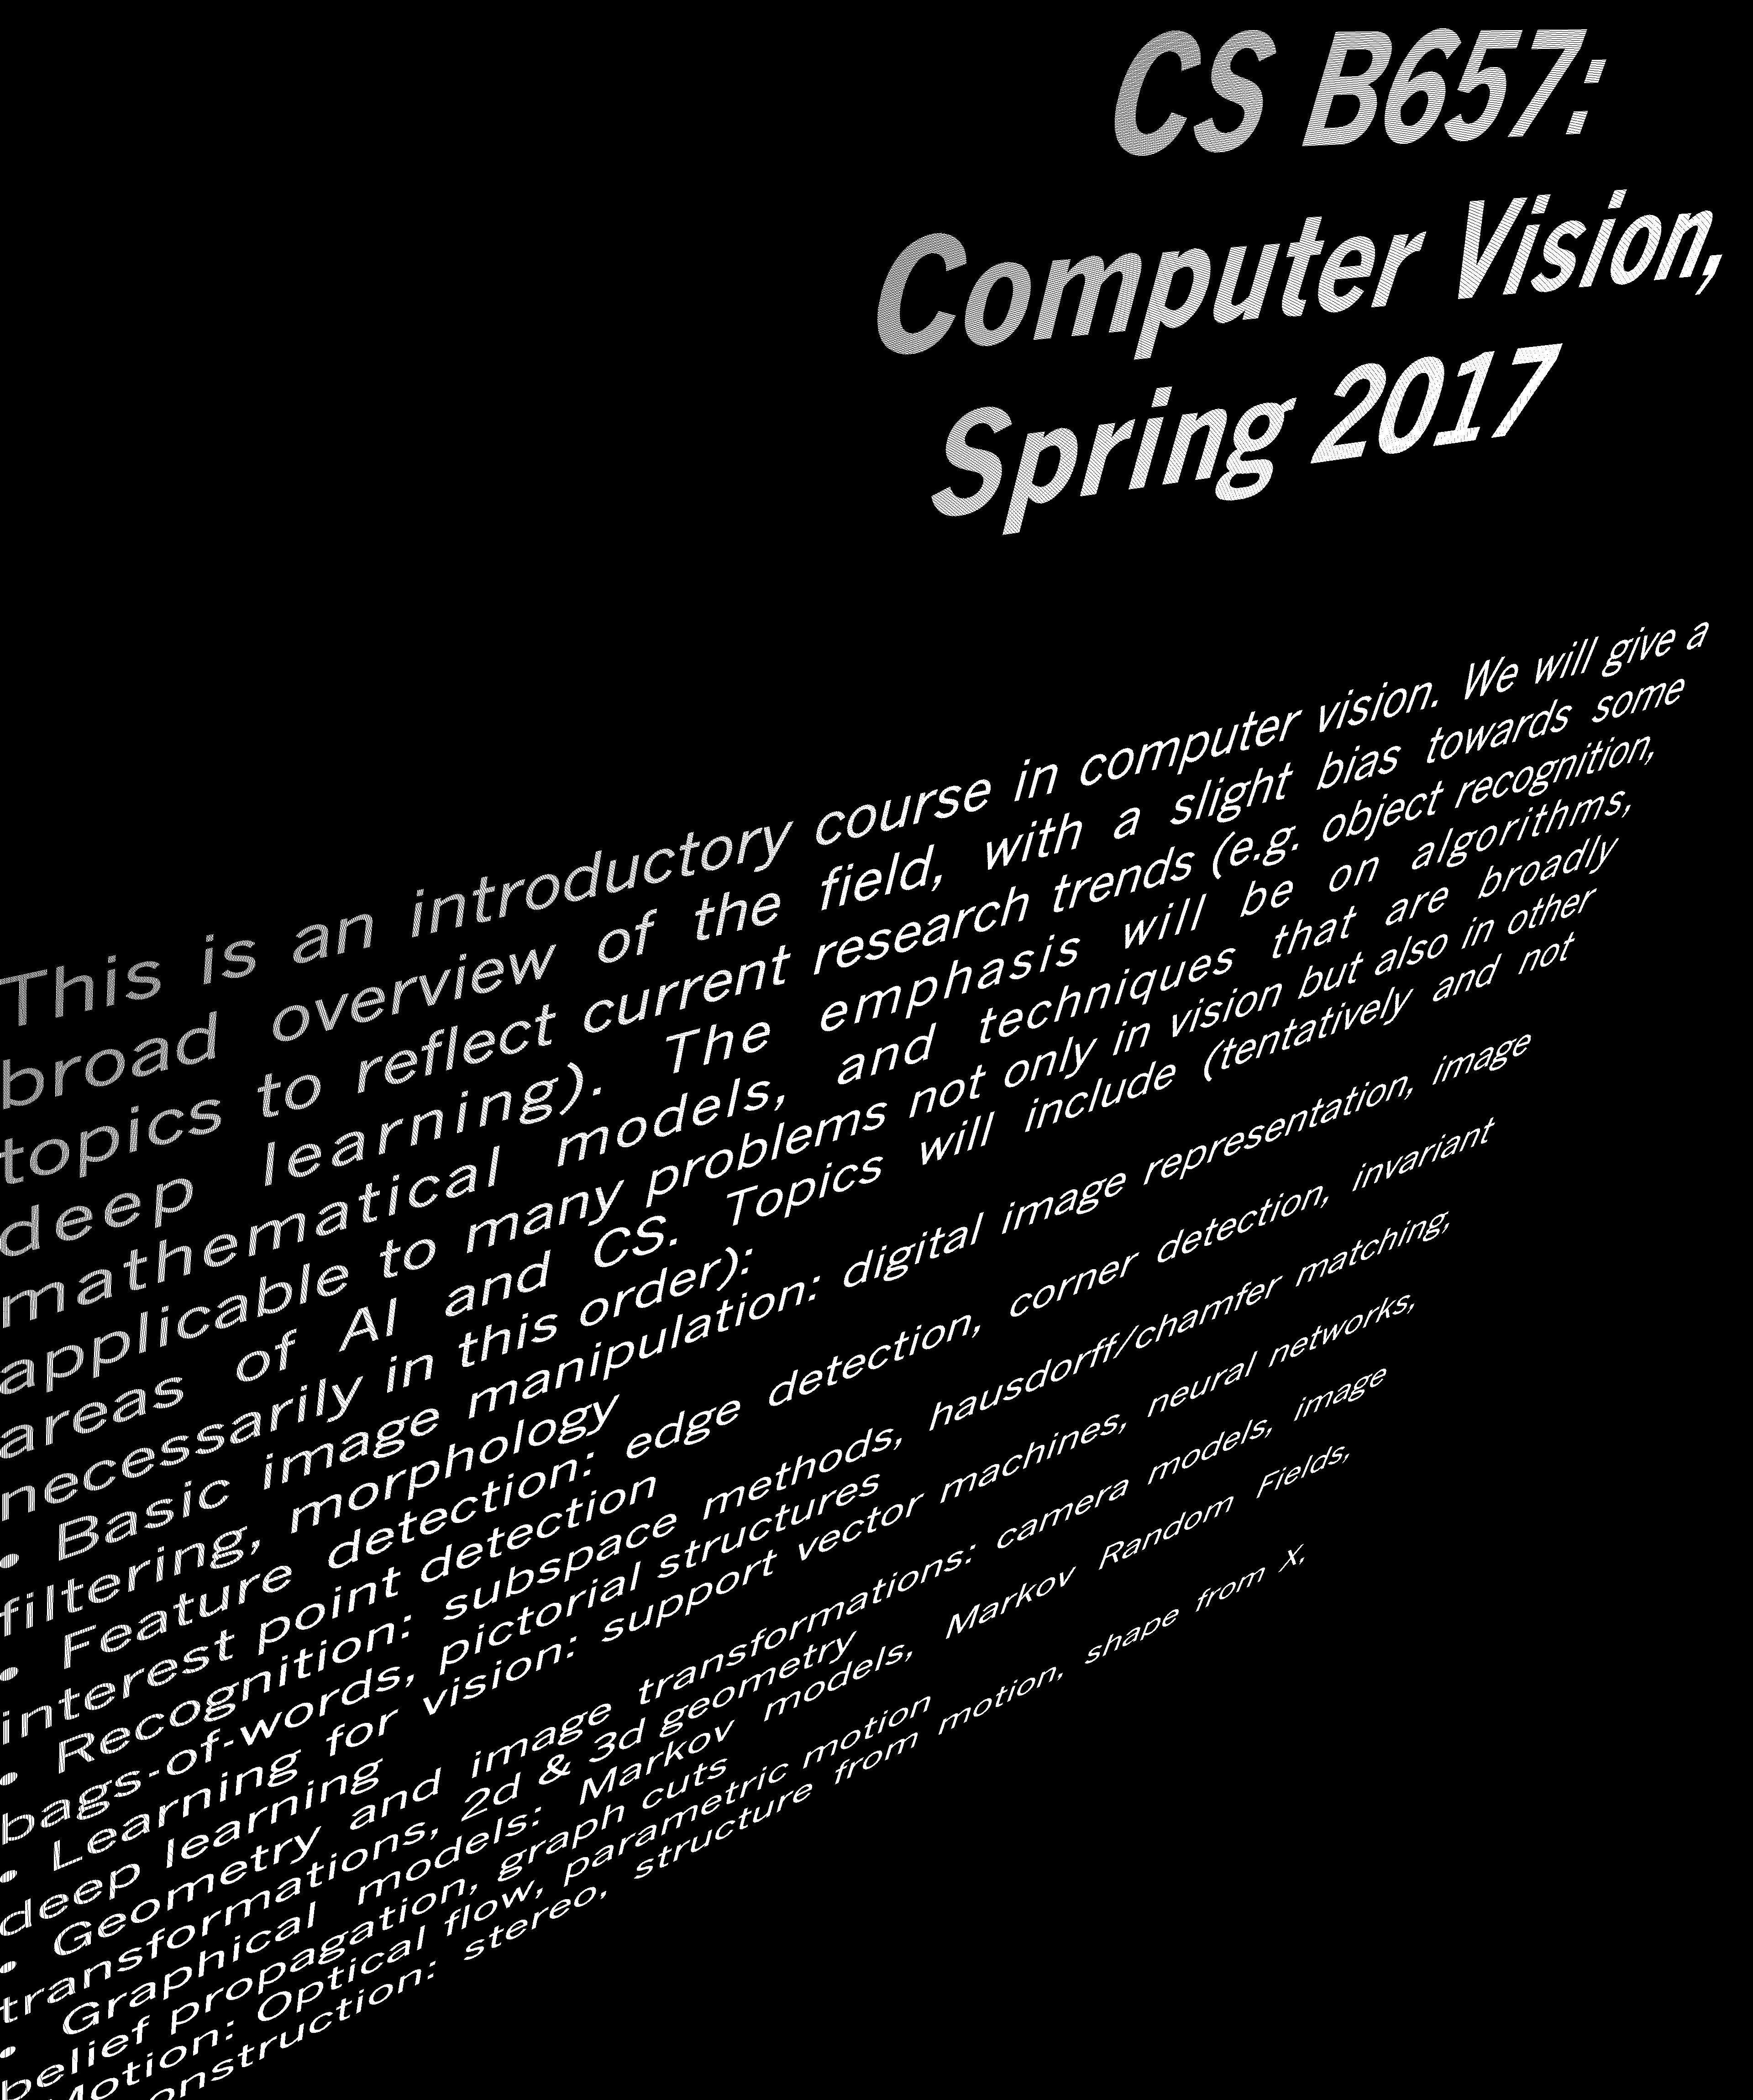 CS B657:
Computer Vision,
Spring 2017
This is an introductory course in computer vision. We will give a
broad overview of the field, with a slight bias towards some
topics to reflect current research trends (e.g. object recognition,
deep learning). The emphasis will be on algorithms,
mathematical models, and techniques that are broadly
applicable to many problems not only in vision but also in other
areas of AI and CS. Topics will include (tentatively and not
necessarily in this order):
• Basic image manipulation: digital image representation, image
filtering, morphology
• Feature detection: edge detection, corner detection, invariant
interest point detection
• Recognition: subspace methods, hausdorff/chamfer matching,
bags-of-words, pictorial structures
• Learning for vision: support vector machines, neural networks,
deep learning
• Geometry and image transformations: camera models, image
transformations, 2d & 3d geometry
• Graphical models: Markov models, Markov Random Fields,
belief propagation, graph cuts
Motion: Optical flow, parametric motion
onstruction: stereo, structure from motion, shape from x.